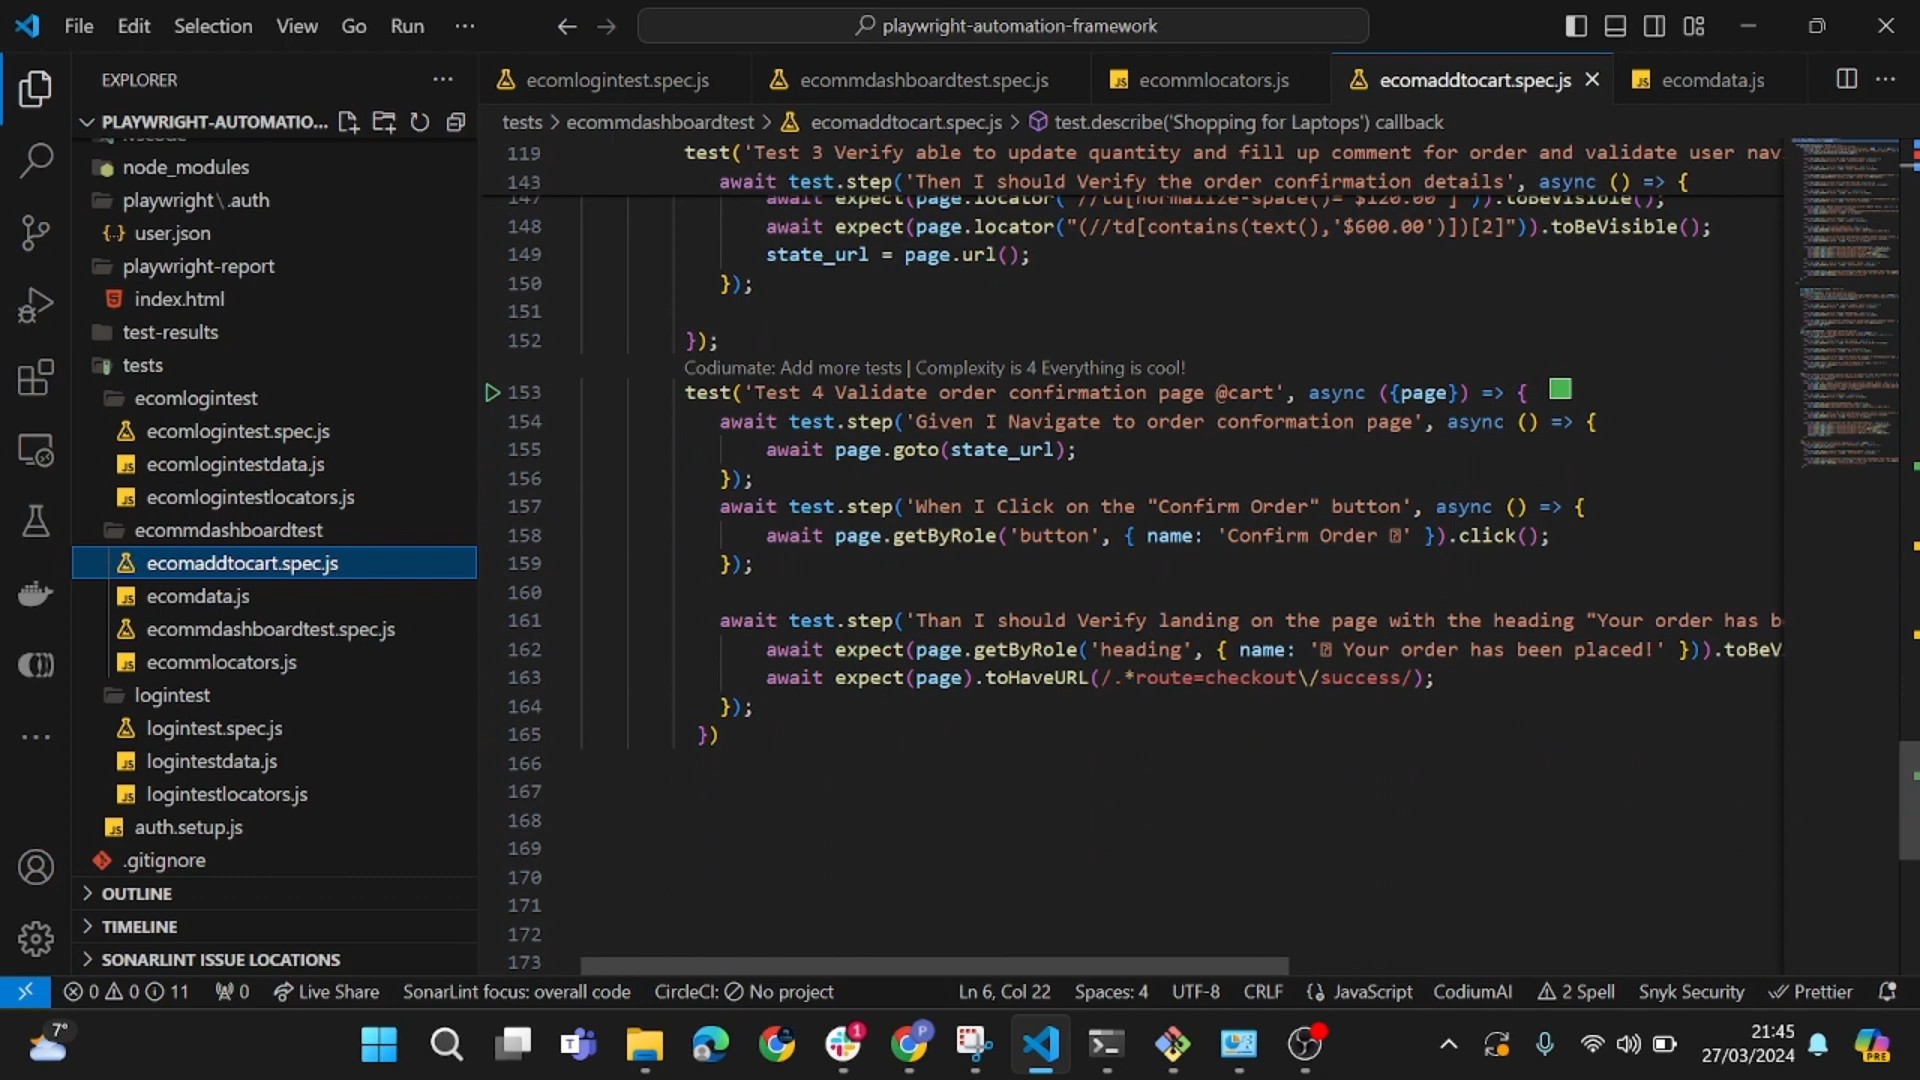 File Edit Selection View Go Run ···
playwright-automation-framework
EXPLORER
ecomlogintest.spec.js
ecommdashboardtest.spec.js
ecommlocators.js
ecomaddtocart.spec.js
ecomdata.js
PLAYWRIGHT-AUTOMATIO...
tests > ecommdashboardtest > ecomaddtocart.spec.js > test.describe('Shopping for Laptops') callback
node_modules
playwright\.auth
user.json
playwright-report
index.html
test-results
tests
ecomlogintest
ecomlogintest.spec.js
ecomlogintestdata.js
ecomlogintestlocators.js
ecommdashboardtest
ecomaddtocart.spec.js
ecomdata.js
ecommdashboardtest.spec.js
ecommlocators.js
logintest
logintest.spec.js
logintestdata.js
logintestlocators.js
auth.setup.js
.gitignore
OUTLINE
TIMELINE
SONARLINT ISSUE LOCATIONS
119 test('Test 3 Verify able to update quantity and fill up comment for order and validate user nav
143 await test.step('Then I should Verify the order confirmation details', async () => {
147 await expect(page.locator("//td[normalize-space()='$120.00']")).toBeVisible();
148 await expect(page.locator("(//td[contains(text(),'$600.00')])[2]")).toBeVisible();
149 state_url = page.url();
150 });
151
152 });
Codiumate: Add more tests | Complexity is 4 Everything is cool!
153 test('Test 4 Validate order confirmation page @cart', async ({page}) => {
154 await test.step('Given I Navigate to order conformation page', async () => {
155 await page.goto(state_url);
156 });
157 await test.step('When I Click on the "Confirm Order" button', async () => {
158 await page.getByRole('button', { name: 'Confirm Order ' }).click();
159 });
160
161 await test.step('Than I should Verify landing on the page with the heading "Your order has b
162 await expect(page.getByRole('heading', { name: ' Your order has been placed!' })).toBeV
163 await expect(page).toHaveURL(/.*route=checkout\/success/);
164 });
165 })
166
167
168
169
170
171
172
173
0 0 11 0 Live Share SonarLint focus: overall code CircleCI: No project Ln 6, Col 22 Spaces: 4 UTF-8 CRLF JavaScript CodiumAI 2 Spell Snyk Security Prettier
7°
1
P
21:45
27/03/2024
PRE